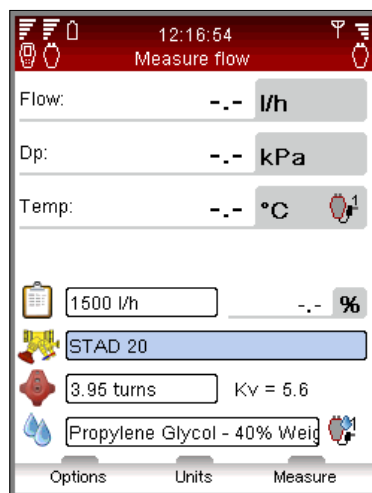 12:16:54
Measure flow
Flow: -.- l/h
Dp: -.- kPa
Temp: -.- °C 1
1500 l/h -.- %
STAD 20
3.95 turns Kv = 5.6
Propylene Glycol - 40% Weig
Options Units Measure